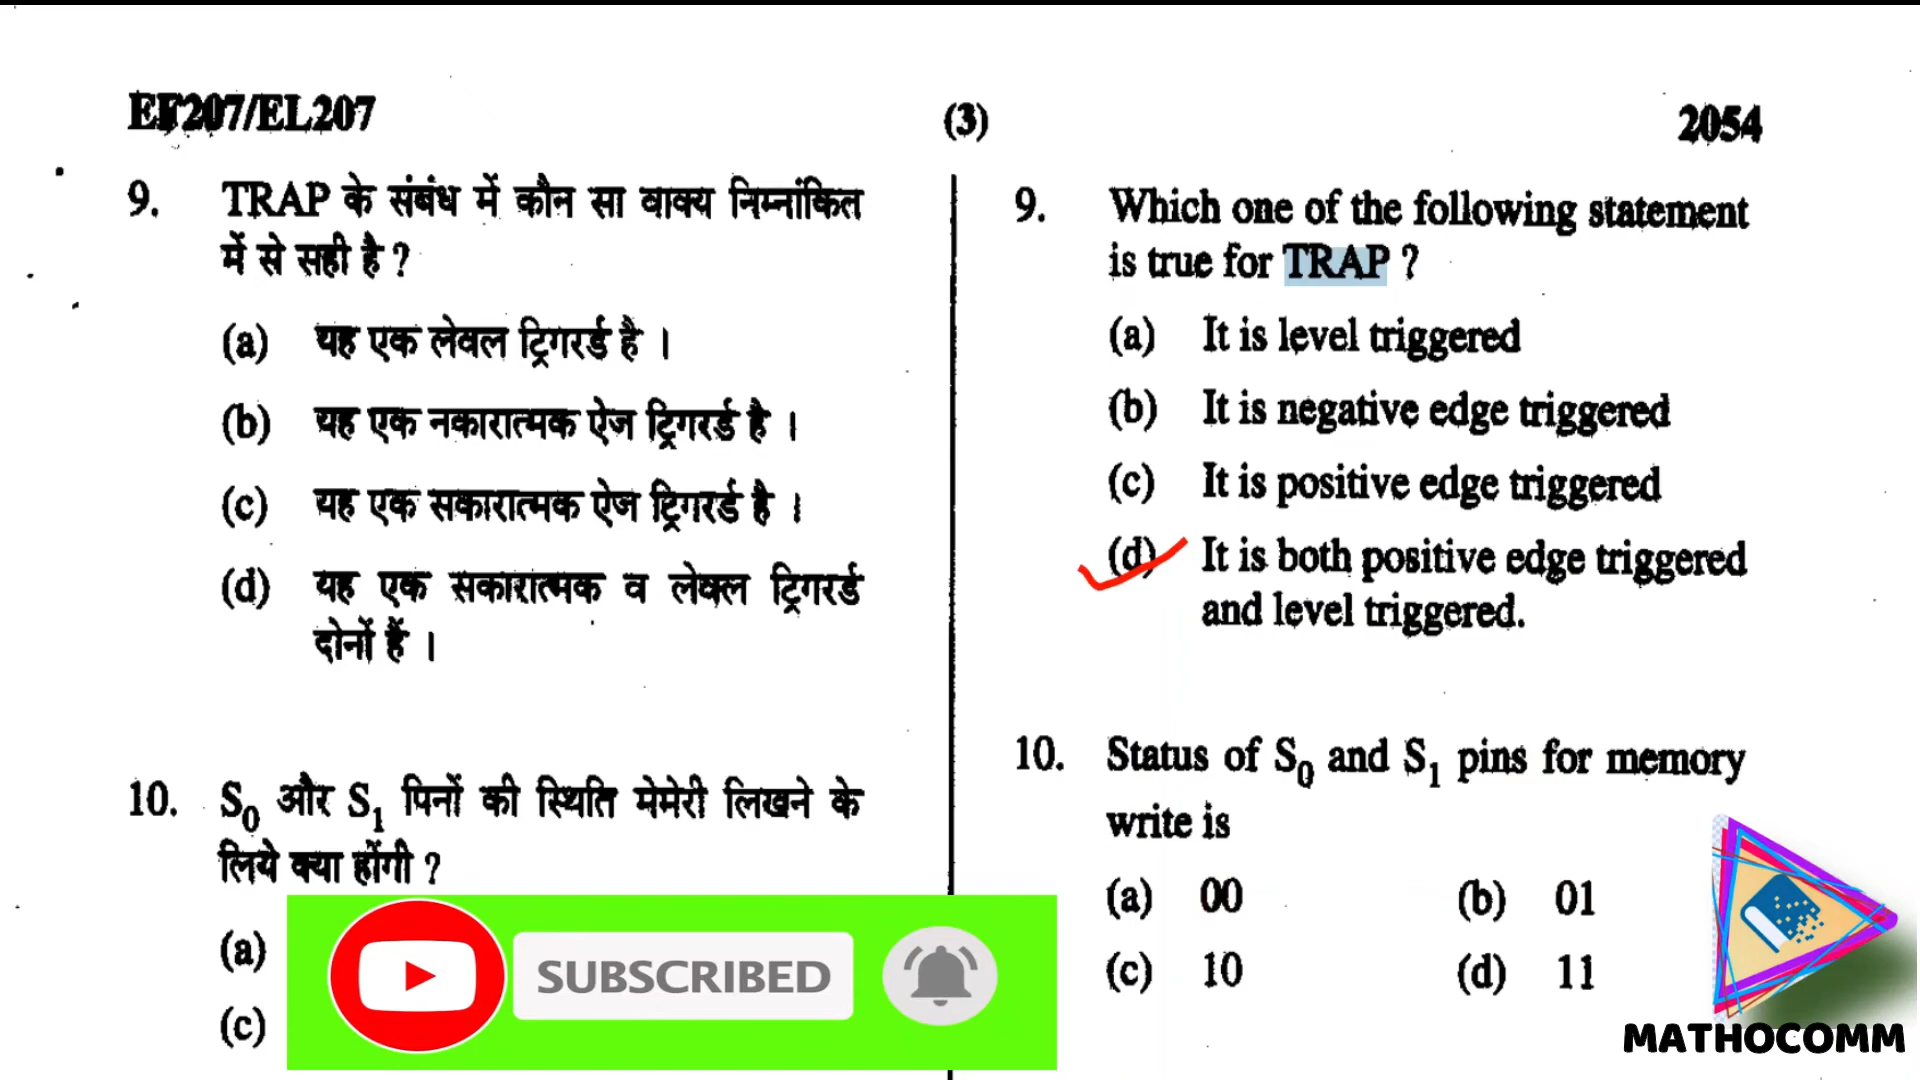 EF207/EL207
(3)
2054
9. TRAP के संबंध में कौन सा वाक्य निम्नांकित
में से सही है ?
(a) यह एक लेवल ट्रिगरर्ड है ।
(b) यह एक नकारात्मक ऐज ट्रिगरर्ड है ।
(c) यह एक सकारात्मक ऐज ट्रिगरर्ड है ।
(d) यह एक सकारात्मक व लेवल ट्रिगरर्ड
दोनों हैं ।
10. S₀ और S₁ पिनों की स्थिति मेमेरी लिखने के
लिये क्या होंगी ?
(a)
(c)
SUBSCRIBED
9. Which one of the following statement
is true for TRAP ?
(a) It is level triggered
(b) It is negative edge triggered
(c) It is positive edge triggered
(d) It is both positive edge triggered
and level triggered.
10. Status of S₀ and S₁ pins for memory
write is
(a) 00 (b) 01
(c) 10 (d) 11
MATHOCOMM